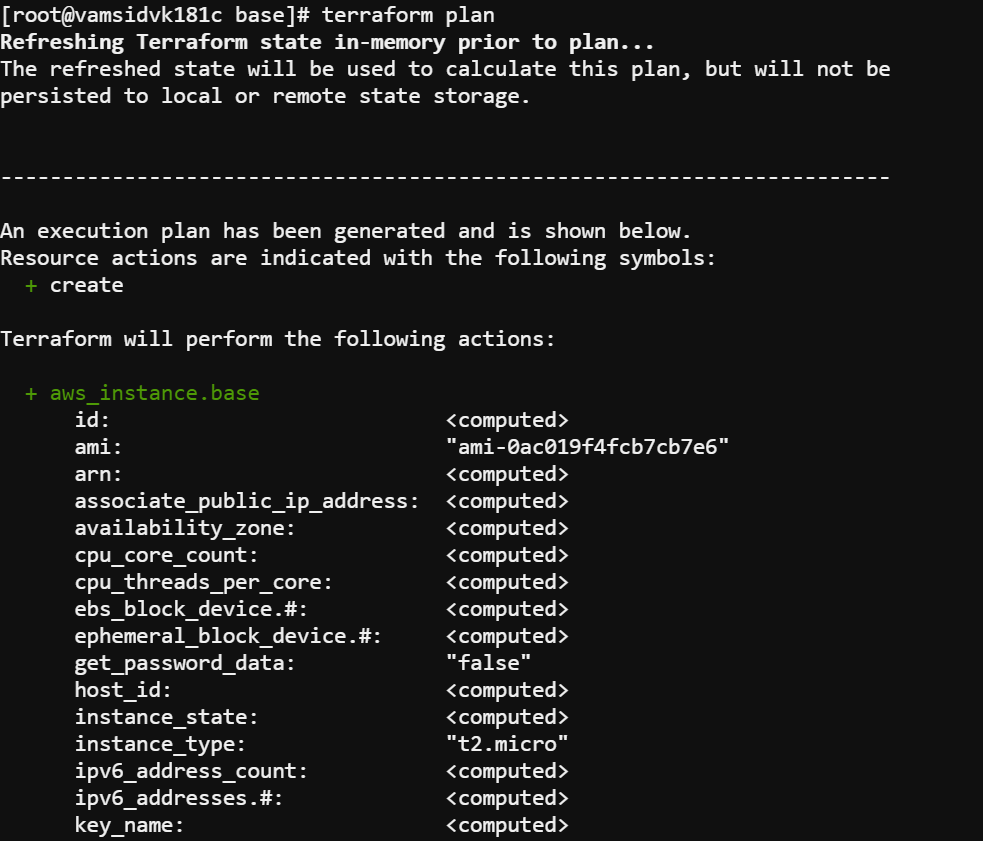 [root@vamsidvk181c base]# terraform plan
Refreshing Terraform state in-memory prior to plan...
The refreshed state will be used to calculate this plan, but will not be
persisted to local or remote state storage.
------------------------------------------------------------------------
An execution plan has been generated and is shown below.
Resource actions are indicated with the following symbols:
  + create
Terraform will perform the following actions:
  + aws_instance.base
      id:                           <computed>
      ami:                          "ami-0ac019f4fcb7cb7e6"
      arn:                          <computed>
      associate_public_ip_address:  <computed>
      availability_zone:            <computed>
      cpu_core_count:               <computed>
      cpu_threads_per_core:         <computed>
      ebs_block_device.#:           <computed>
      ephemeral_block_device.#:     <computed>
      get_password_data:            "false"
      host_id:                      <computed>
      instance_state:               <computed>
      instance_type:                "t2.micro"
      ipv6_address_count:           <computed>
      ipv6_addresses.#:             <computed>
      key_name:                     <computed>